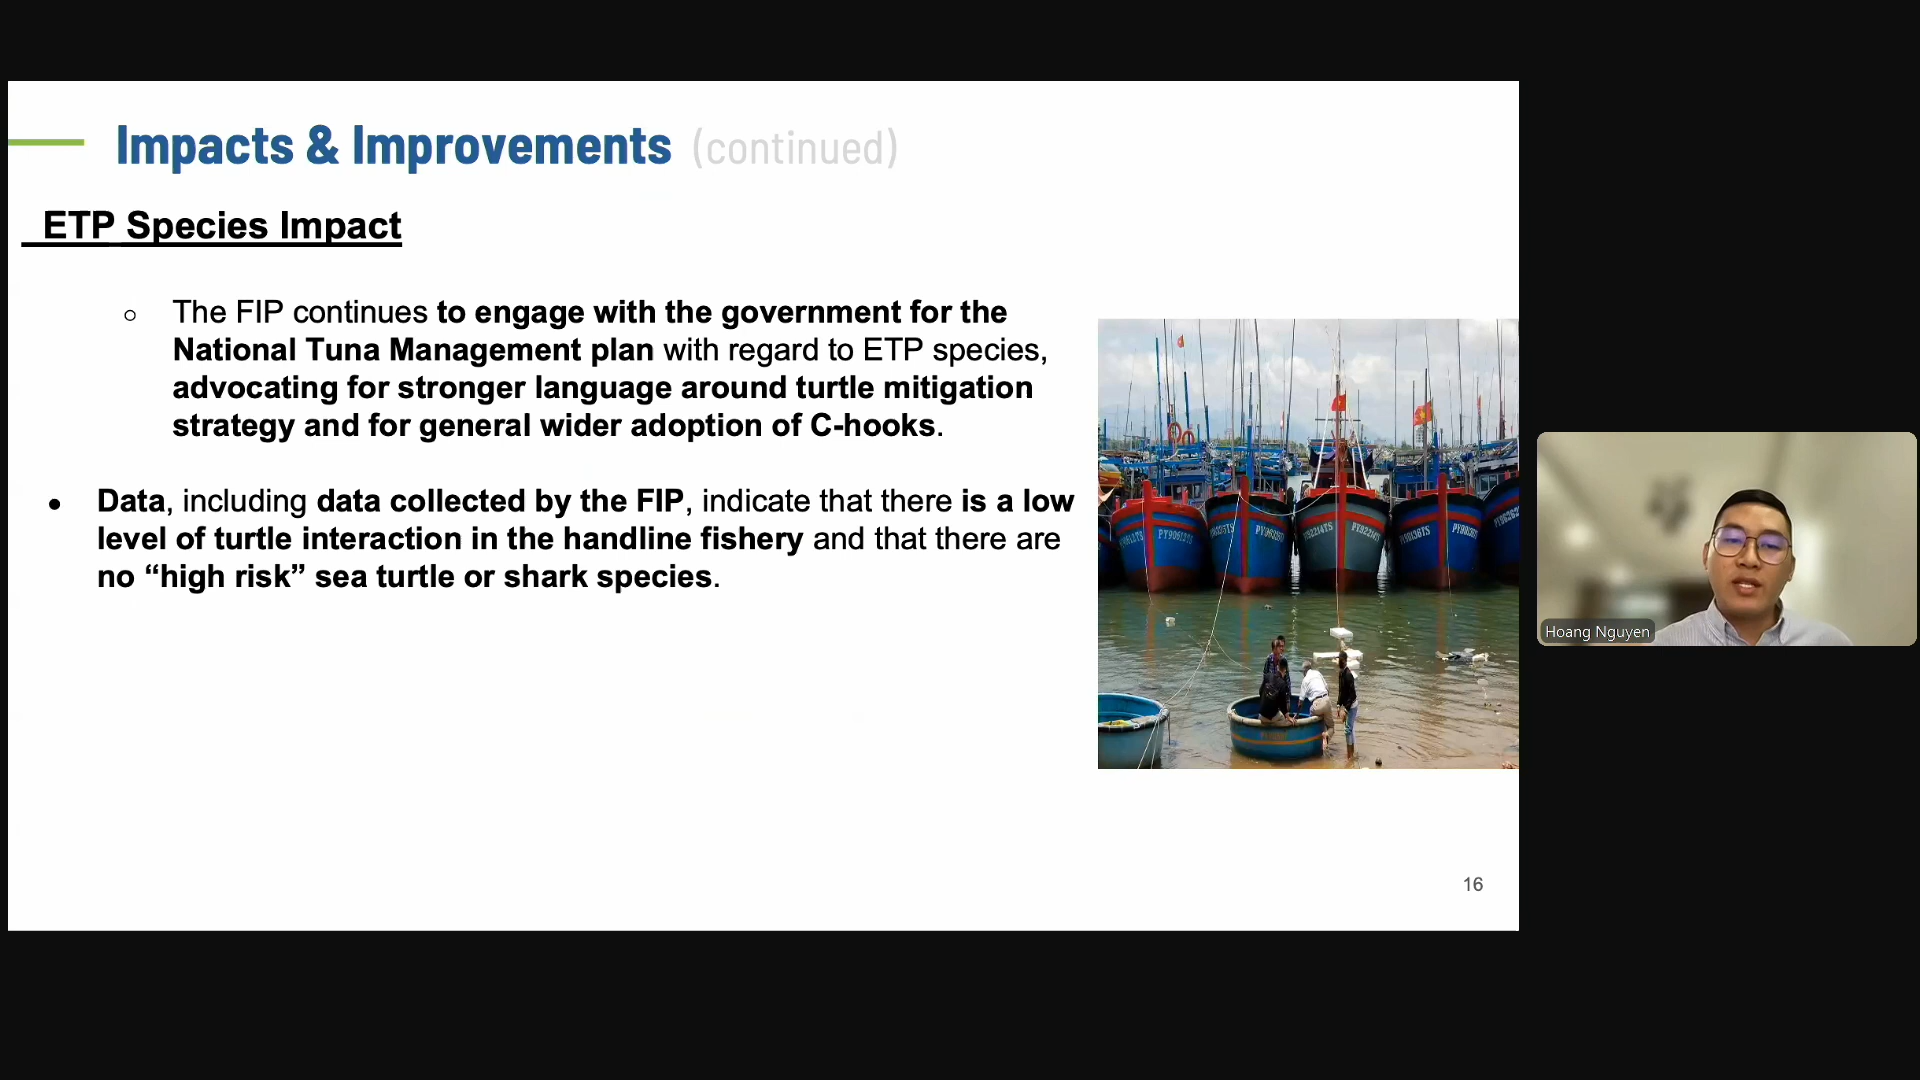 Impacts & Improvements (continued)
ETP Species Impact
○ The FIP continues to engage with the government for the
National Tuna Management plan with regard to ETP species,
advocating for stronger language around turtle mitigation
strategy and for general wider adoption of C-hooks.
● Data, including data collected by the FIP, indicate that there is a low
level of turtle interaction in the handline fishery and that there are
no “high risk” sea turtle or shark species.
Hoang Nguyen
16